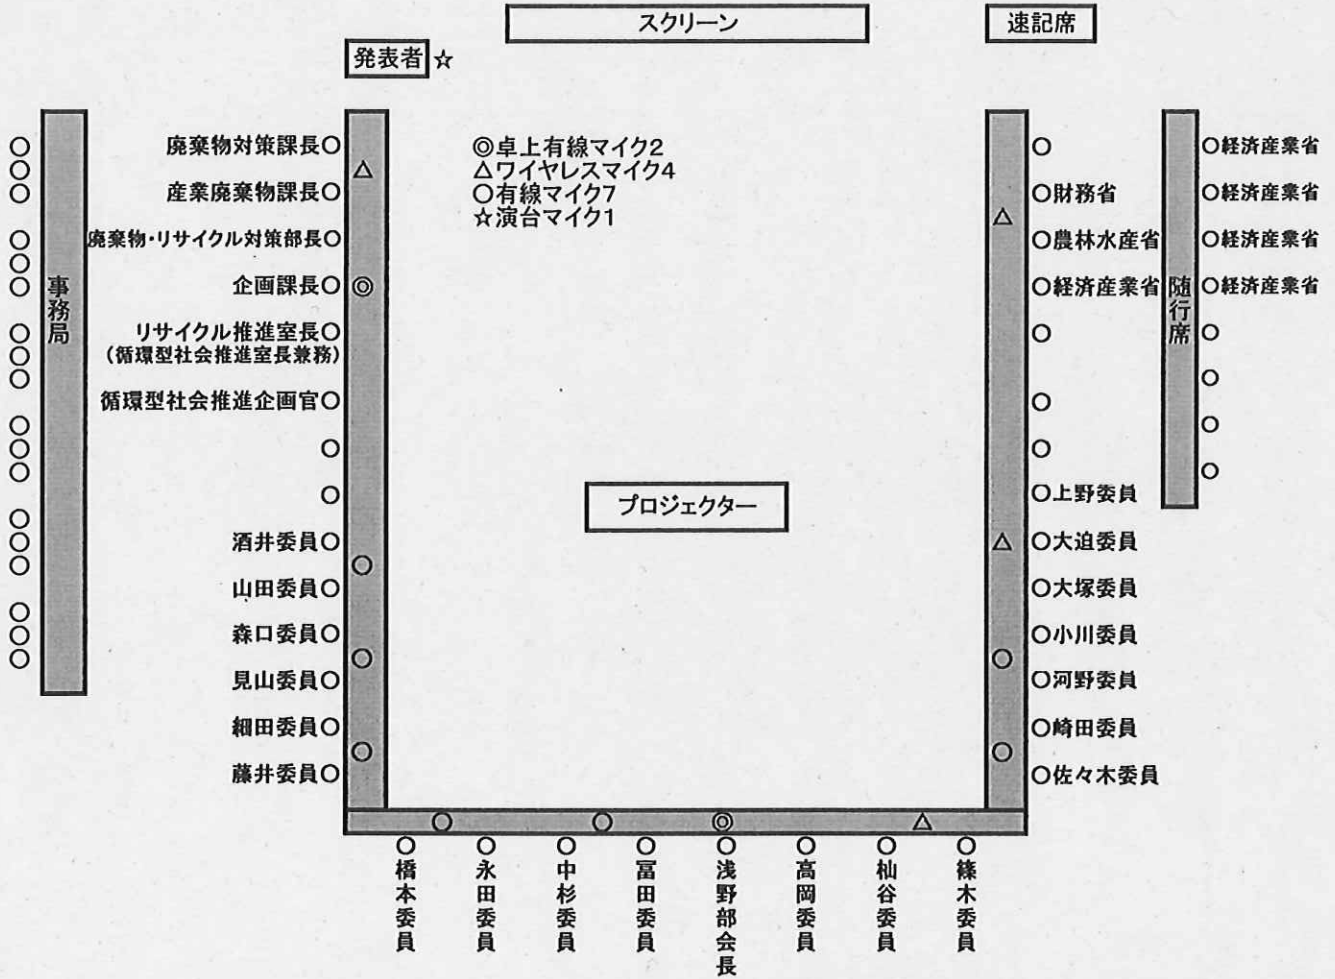 スクリーン
速記席
発表者☆
◎卓上有線マイク2
△ワイヤレスマイク4
○有線マイク7
☆演台マイク1
事務局
廃棄物対策課長○
産業廃棄物課長○
廃棄物・リサイクル対策部長○
企画課長○
リサイクル推進室長○
(循環型社会推進室長兼務)
循環型社会推進企画官○
酒井委員○
山田委員○
森口委員○
見山委員○
細田委員○
藤井委員○
プロジェクター
○財務省
○農林水産省
○経済産業省
○上野委員
○大迫委員
○大塚委員
○小川委員
○河野委員
○崎田委員
○佐々木委員
随行席
○経済産業省
○経済産業省
○経済産業省
○経済産業省
橋本委員
永田委員
中杉委員
冨田委員
浅野部会長
高岡委員
杣谷委員
篠木委員